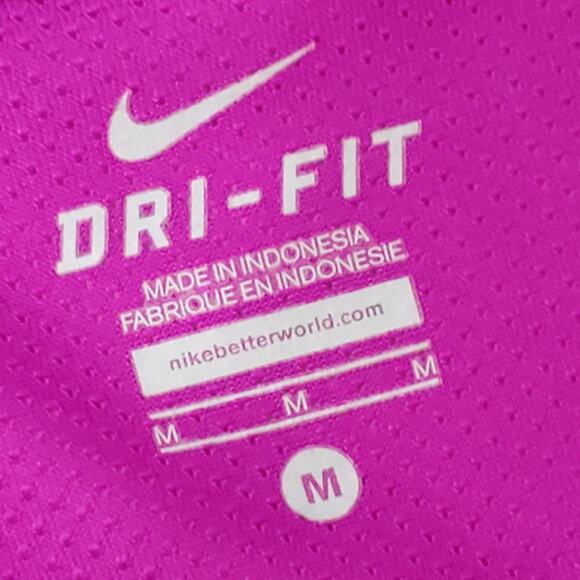 DRI-FIT
MADE IN INDONESIA
FABRIQUE EN INDONESIE
nikebetterworld.com
M M M
M